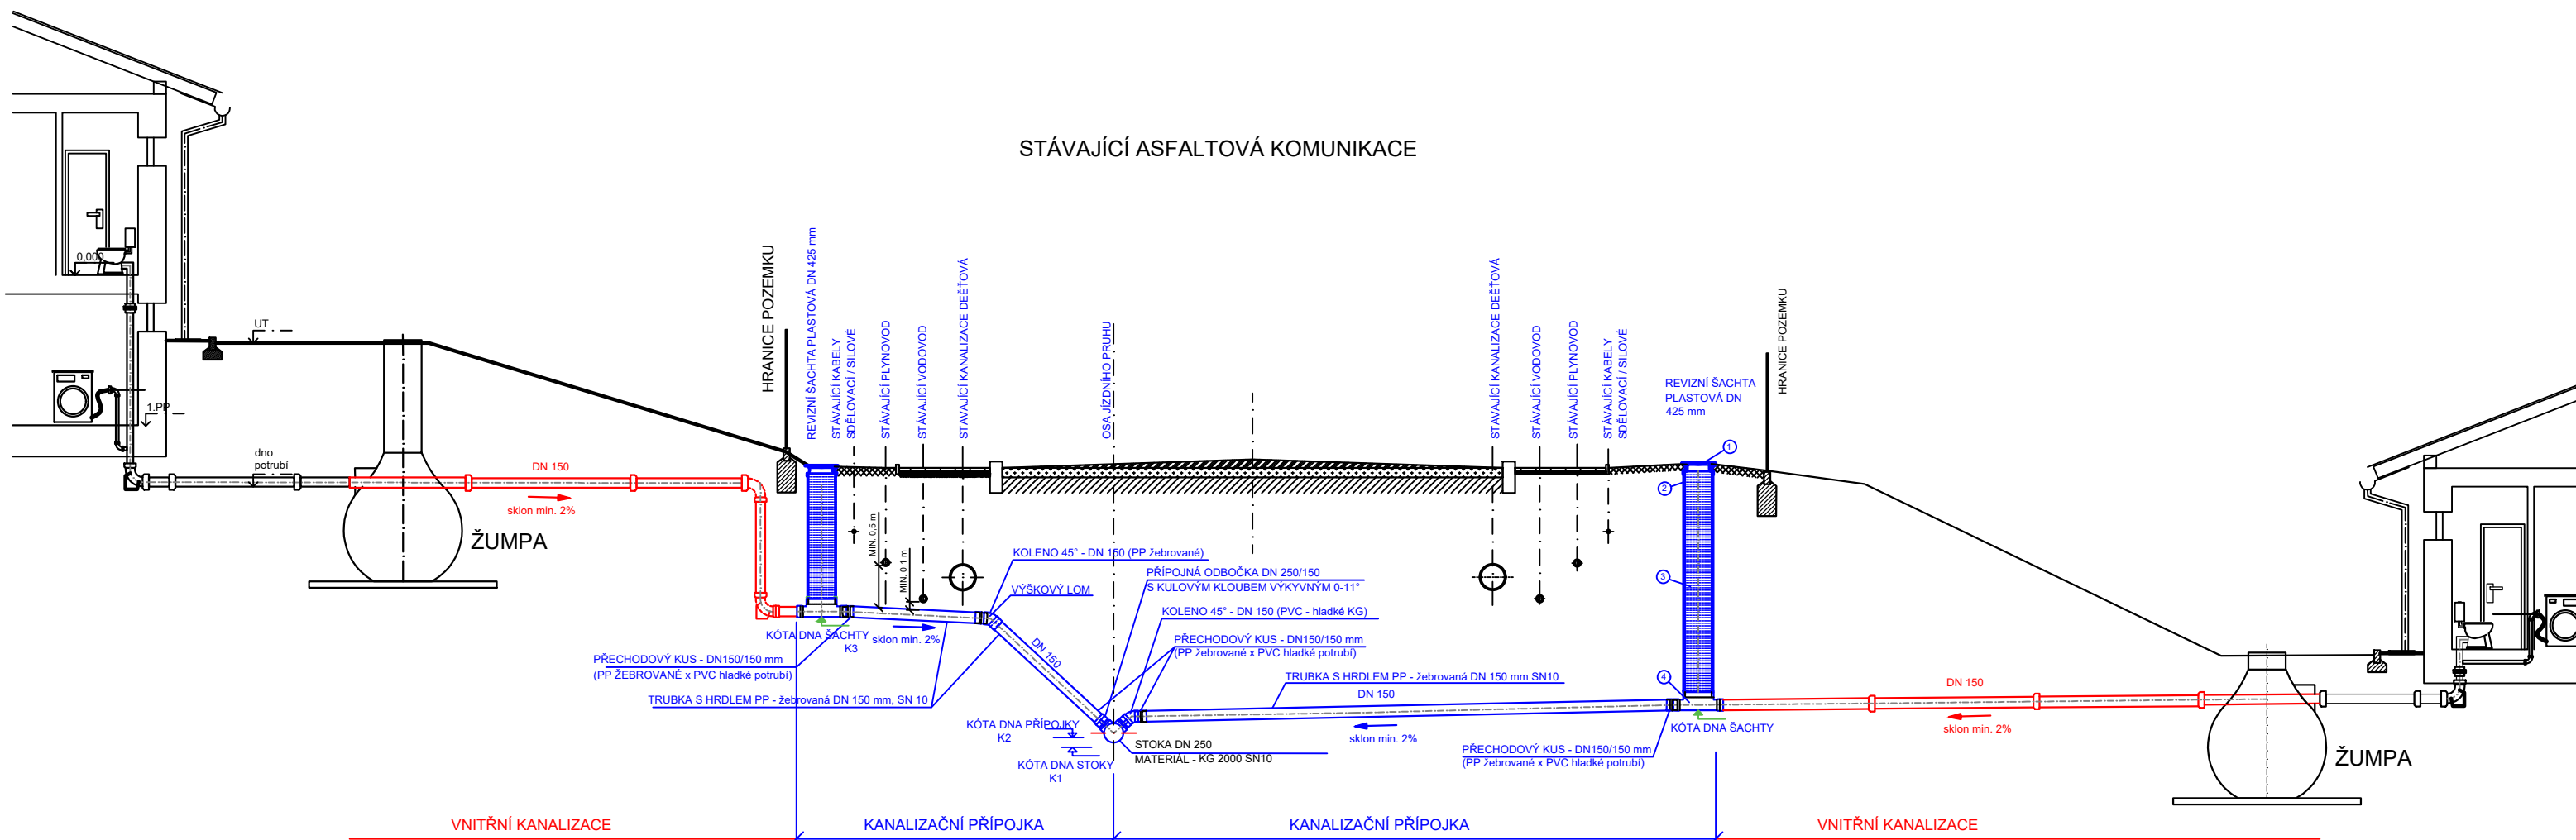 STÁVAJÍCÍ ASFALTOVÁ KOMUNIKACE
0,000
UT
1.PP
dno
potrubí
DN 150
sklon min. 2%
ŽUMPA
HRANICE POZEMKU
REVIZNÍ ŠACHTA PLASTOVÁ DN 425 mm
STÁVAJÍCÍ KABELY
SDĚLOVACÍ / SILOVÉ
STÁVAJÍCÍ PLYNOVOD
STÁVAJÍCÍ VODOVOD
STAVAJÍCÍ KANALIZACE DEĚŤOVÁ
OSA JÍZDNÍHO PRUHU
STAVAJÍCÍ KANALIZACE DEĚŤOVÁ
STÁVAJÍCÍ VODOVOD
STÁVAJÍCÍ PLYNOVOD
STÁVAJÍCÍ KABELY
SDĚLOVACÍ / SILOVÉ
REVIZNÍ ŠACHTA
PLASTOVÁ DN
425 mm
HRANICE POZEMKU
1
2
3
4
MIN. 0,5 m
MIN. 0,1 m
KOLENO 45° - DN 150 (PP žebrované)
VÝŠKOVÝ LOM
PŘÍPOJNÁ ODBOČKA DN 250/150
S KULOVÝM KLOUBEM VÝKYVNÝM 0-11°
KOLENO 45° - DN 150 (PVC - hladké KG)
PŘECHODOVÝ KUS - DN150/150 mm
(PP žebrované x PVC hladké potrubí)
KÓTA DNA ŠACHTY
K3
sklon min. 2%
DN 150
PŘECHODOVÝ KUS - DN150/150 mm
(PP ŽEBROVANÉ x PVC hladké potrubí)
TRUBKA S HRDLEM PP - žebrovaná DN 150 mm, SN 10
TRUBKA S HRDLEM PP - žebrovaná DN 150 mm SN10
DN 150
sklon min. 2%
KÓTA DNA PŘÍPOJKY
K2
KÓTA DNA STOKY
K1
STOKA DN 250
MATERIÁL - KG 2000 SN10
PŘECHODOVÝ KUS - DN150/150 mm
(PP žebrované x PVC hladké potrubí)
KÓTA DNA ŠACHTY
DN 150
sklon min. 2%
ŽUMPA
VNITŘNÍ KANALIZACE
KANALIZAČNÍ PŘÍPOJKA
KANALIZAČNÍ PŘÍPOJKA
VNITŘNÍ KANALIZACE